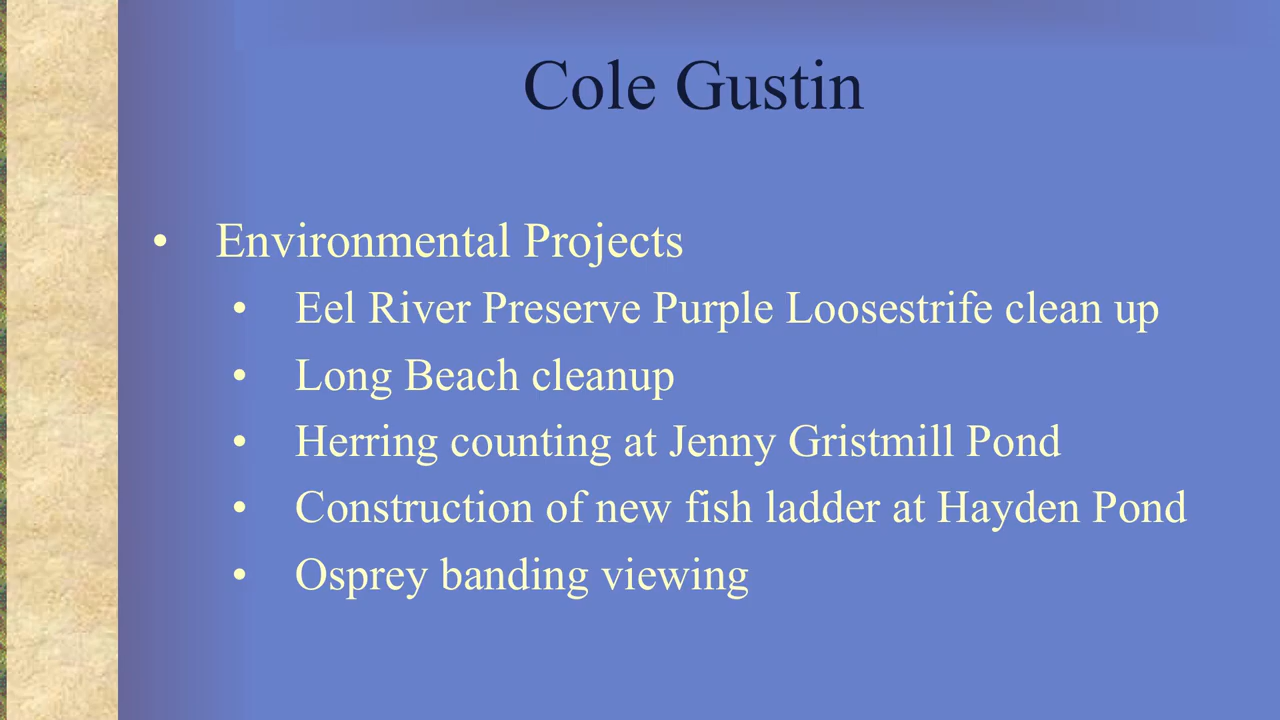 Cole Gustin
• Environmental Projects
• Eel River Preserve Purple Loosestrife clean up
• Long Beach cleanup
• Herring counting at Jenny Gristmill Pond
• Construction of new fish ladder at Hayden Pond
• Osprey banding viewing